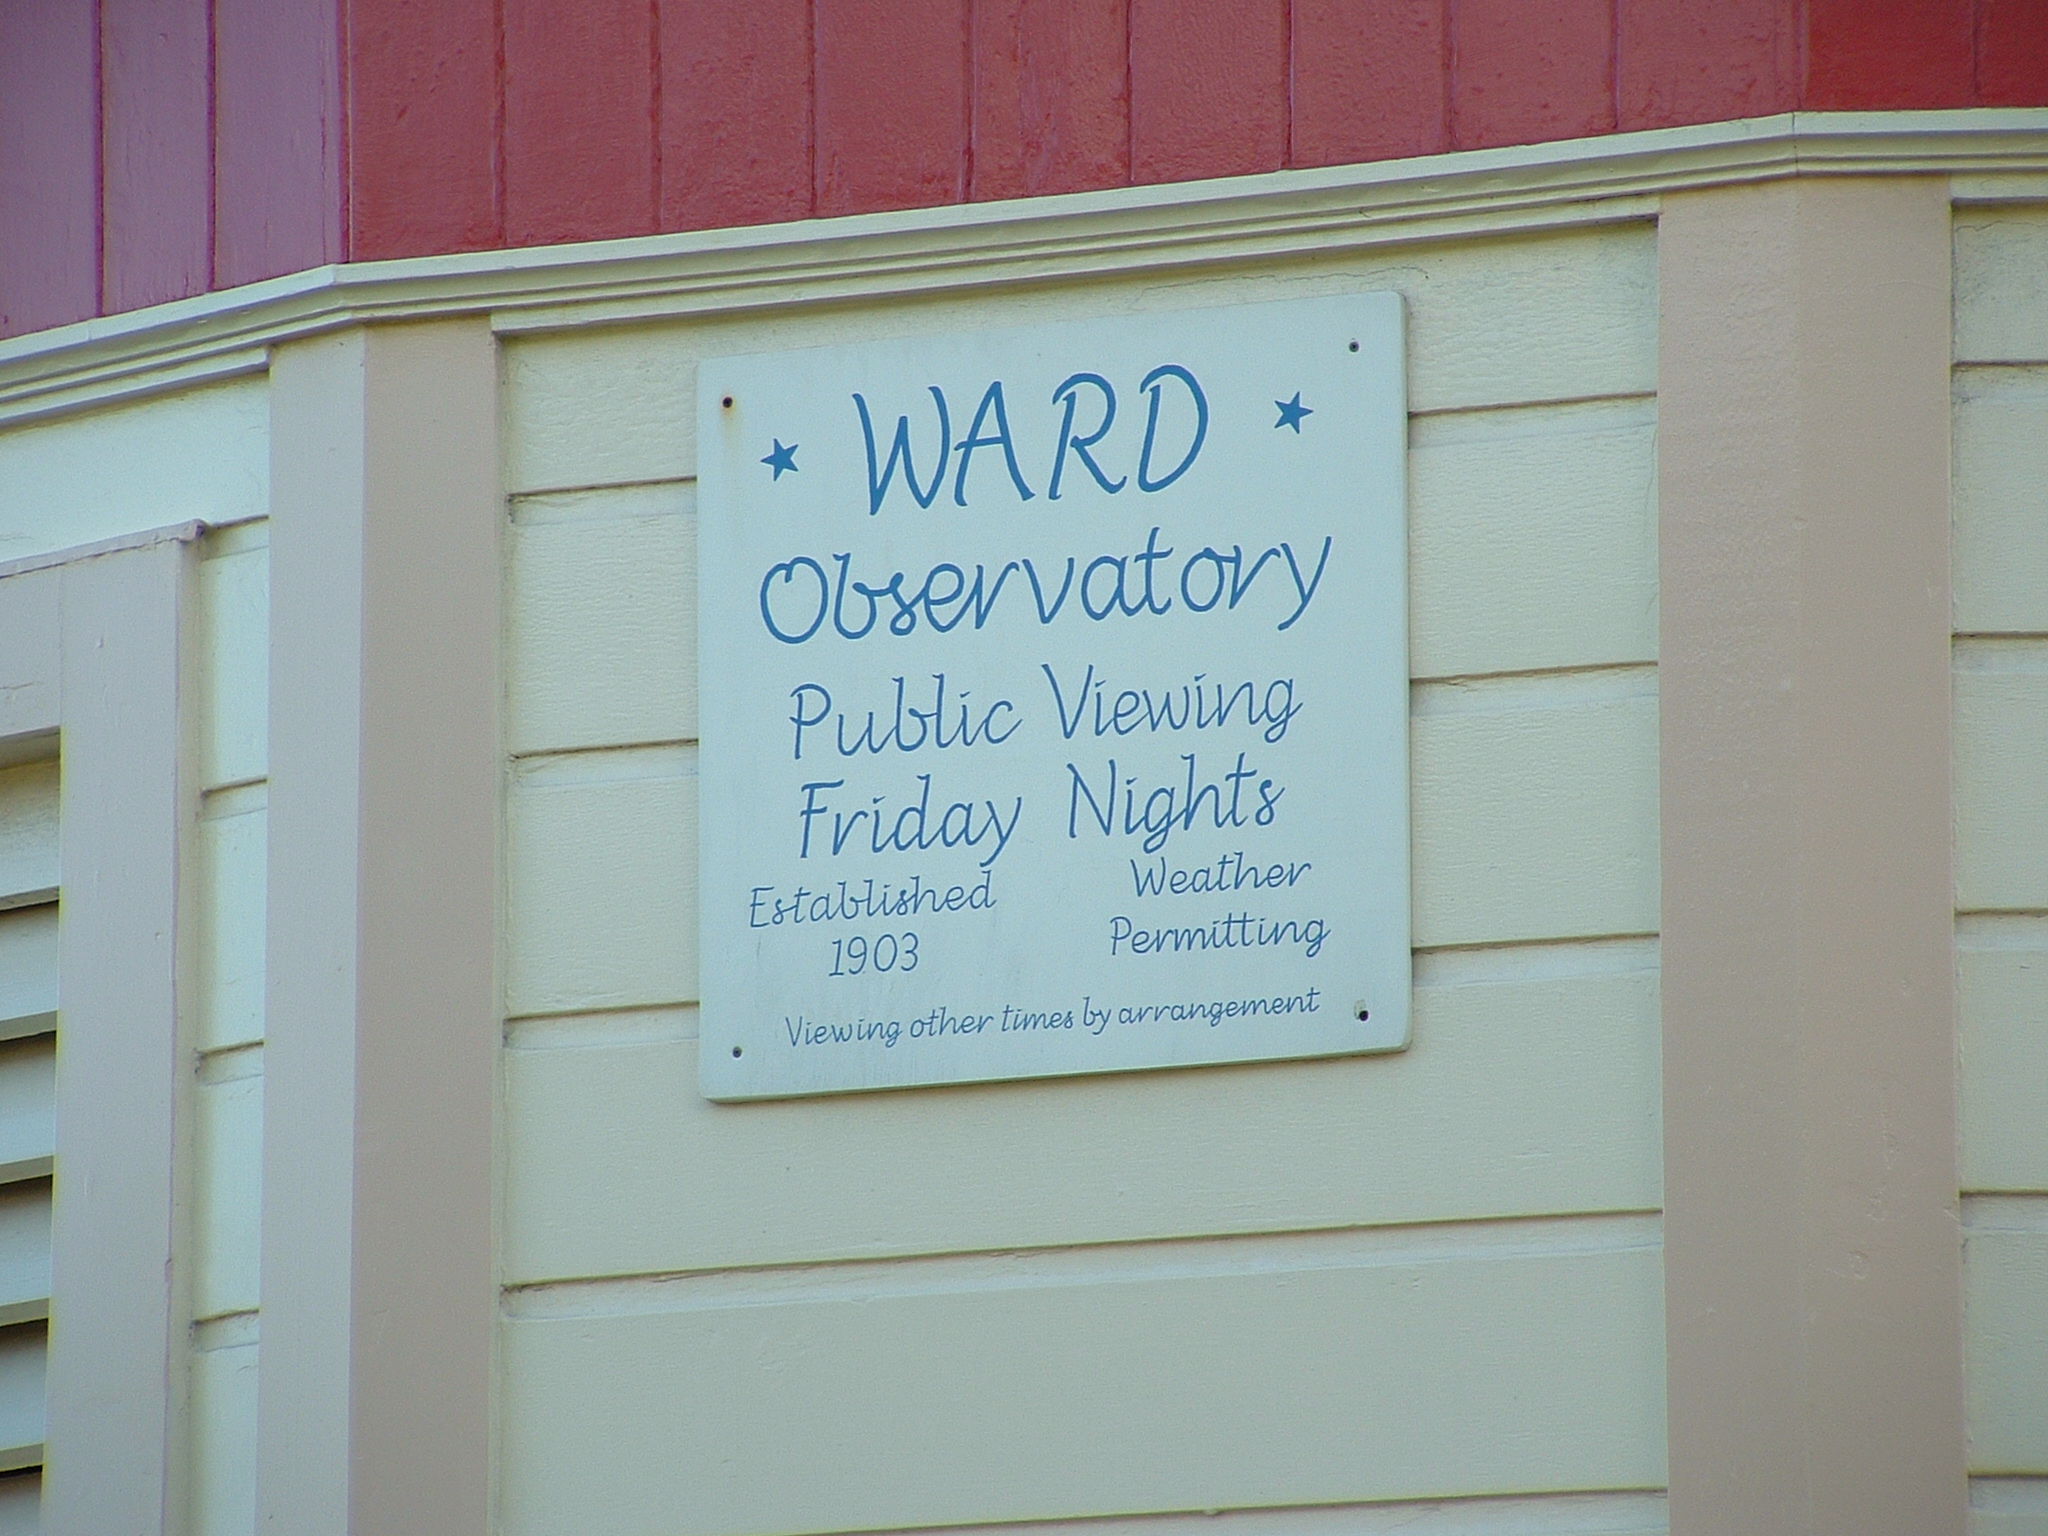 WARD
Observatory
Public Viewing
Friday Nights
Established
1903
Weather
Permitting
Viewing other times by arrangement